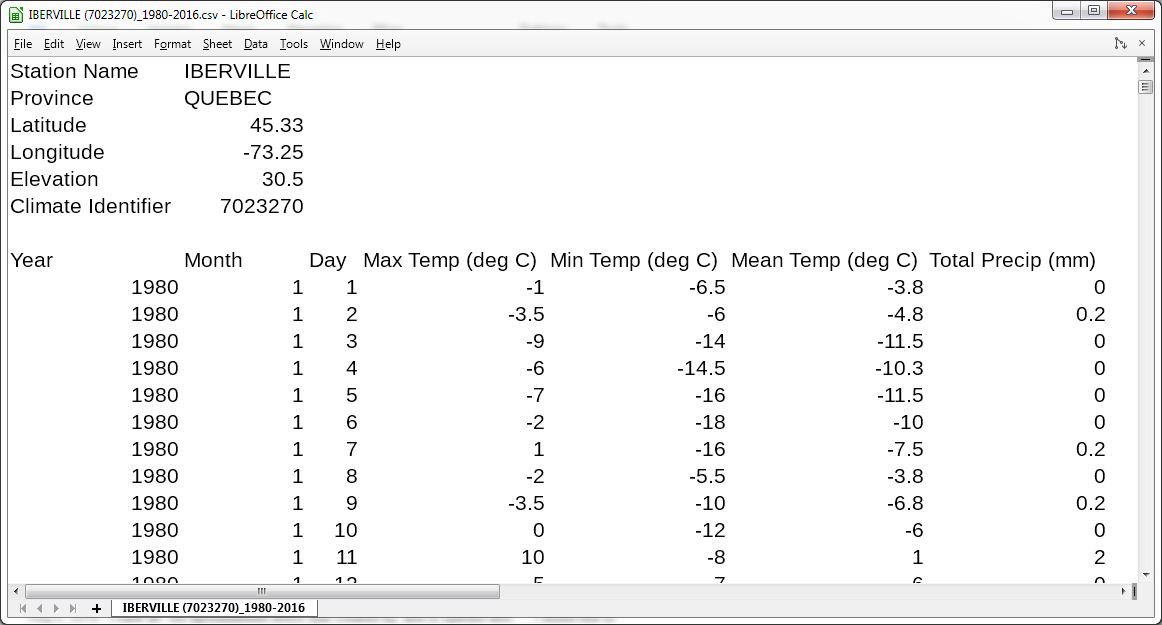 IBERVILLE (7023270)_1980-2016.csv - LibreOffice Calc
File Edit View Insert Format Sheet Data Tools Window Help
Station Name IBERVILLE
Province QUEBEC
Latitude 45.33
Longitude -73.25
Elevation 30.5
Climate Identifier 7023270
Year Month Day Max Temp (deg C) Min Temp (deg C) Mean Temp (deg C) Total Precip (mm)
1980 1 1 -1 -6.5 -3.8 0
1980 1 2 -3.5 -6 -4.8 0.2
1980 1 3 -9 -14 -11.5 0
1980 1 4 -6 -14.5 -10.3 0
1980 1 5 -7 -16 -11.5 0
1980 1 6 -2 -18 -10 0
1980 1 7 1 -16 -7.5 0.2
1980 1 8 -2 -5.5 -3.8 0
1980 1 9 -3.5 -10 -6.8 0.2
1980 1 10 0 -12 -6 0
1980 1 11 10 -8 1 2
IBERVILLE (7023270)_1980-2016